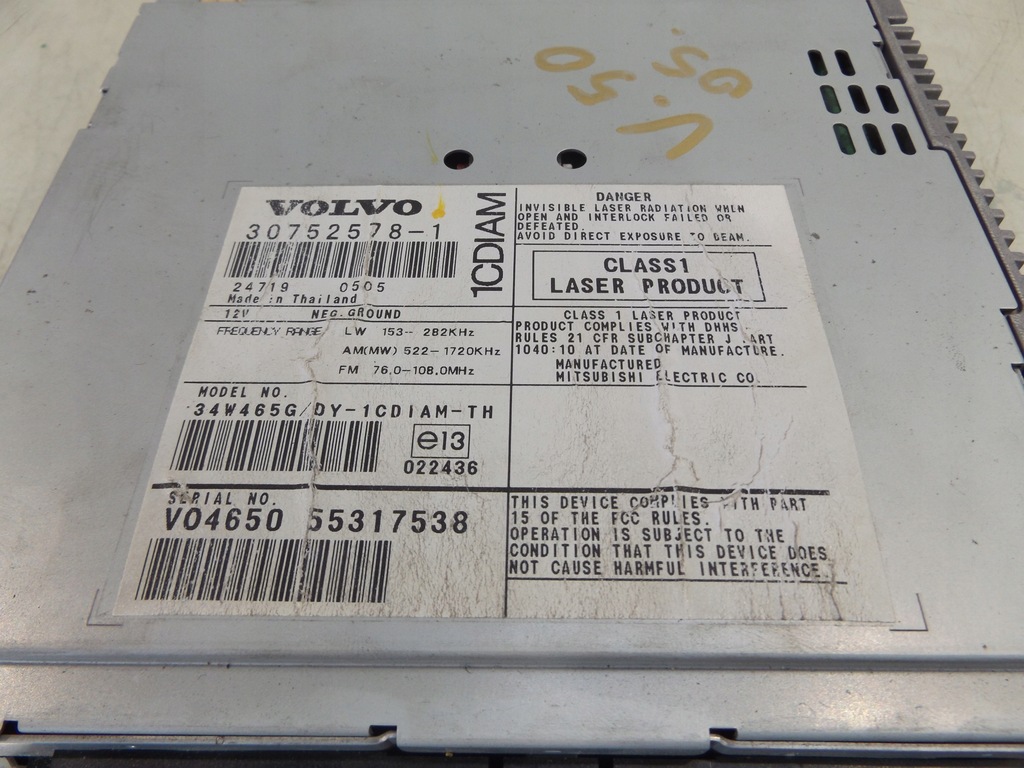 V.50
05.
VOLVO
30752578-1
1CDIAM
24719 0505
Made in Thailand
12V NEG.GROUND
FREQUENCY RANGE LW 153-- 282KHz
AM(MW) 522-1720KHz
FM 76.0-108.0MHz
MODEL NO.
34W465G/DY-1CDIAM-TH
e13
022436
SERIAL NO.
VO4650 55317538
DANGER
INVISIBLE LASER RADIATION WHEN
OPEN AND INTERLOCK FAILED OR
DEFEATED.
AVOID DIRECT EXPOSURE TO BEAM.
CLASS1
LASER PRODUCT
CLASS 1 LASER PRODUCT
PRODUCT COMPLIES WITH DHHS
RULES 21 CFR SUBCHAPTER J PART
1040:10 AT DATE OF MANUFACTURE.
MANUFACTURED
MITSUBISHI ELECTRIC CO.
THIS DEVICE COMPLIES WITH PART
15 OF THE FCC RULES.
OPERATION IS SUBJECT TO THE
CONDITION THAT THIS DEVICE DOES
NOT CAUSE HARMFUL INTERFERENCE.